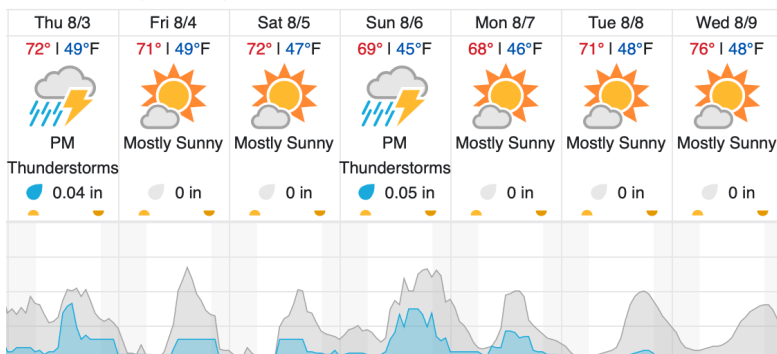 Thu 8/3 Fri 8/4 Sat 8/5 Sun 8/6 Mon 8/7 Tue 8/8 Wed 8/9
72° | 49°F 71° | 49°F 72° | 47°F 69° | 45°F 68° | 46°F 71° | 48°F 76° | 48°F
PM Mostly Sunny Mostly Sunny PM Mostly Sunny Mostly Sunny Mostly Sunny
Thunderstorms Thunderstorms
0.04 in 0 in 0 in 0.05 in 0 in 0 in 0 in